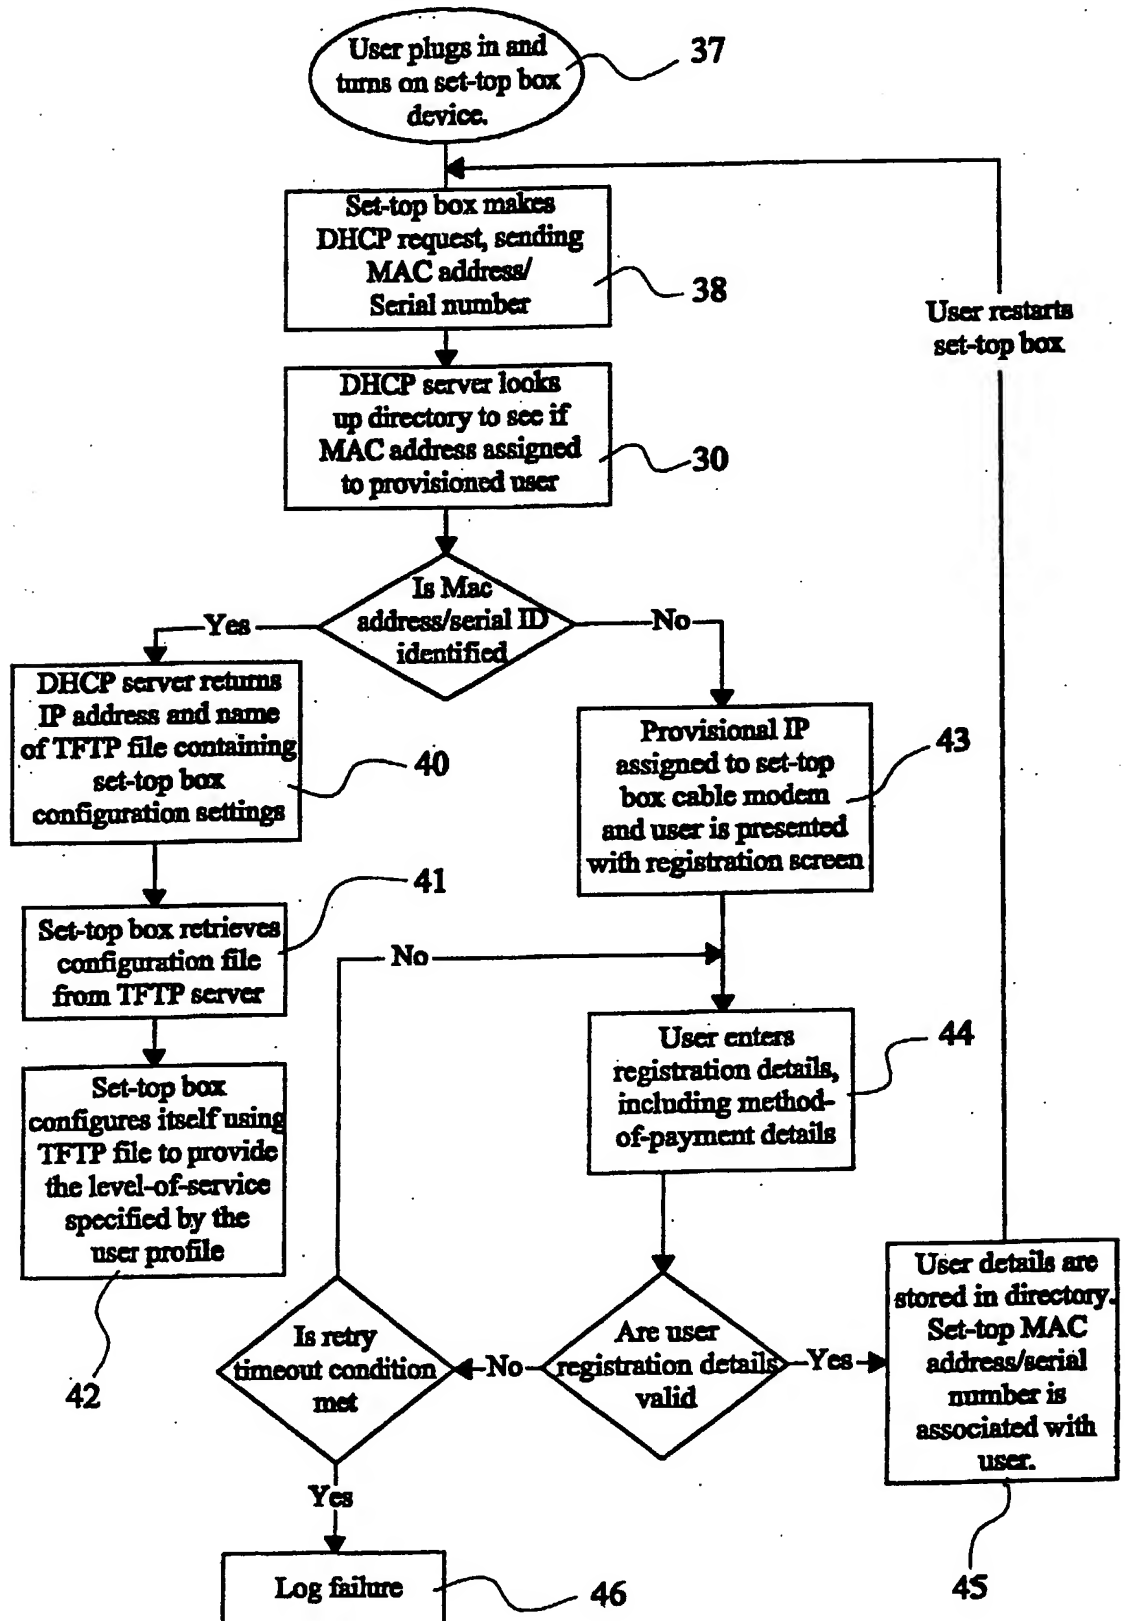 User plugs in and
turns on set-top box
device.
37
Set-top box makes
DHCP request, sending
MAC address/
Serial number
38
User restarts
set-top box
DHCP server looks
up directory to see if
MAC address assigned
to provisioned user
30
Is Mac
address/serial ID
identified
Yes
No
DHCP server returns
IP address and name
of TFTP file containing
set-top box
configuration settings
40
Provisional IP
assigned to set-top
box cable modem
and user is presented
with registration screen
43
Set-top box retrieves
configuration file
from TFTP server
41
No
User enters
registration details,
including method-
of-payment details
44
Set-top box
configures itself using
TFTP file to provide
the level-of-service
specified by the
user profile
42
Is retry
timeout condition
met
No
Are user
registration details
valid
Yes
User details are
stored in directory.
Set-top MAC
address/serial
number is
associated with
user.
45
Yes
Log failure
46